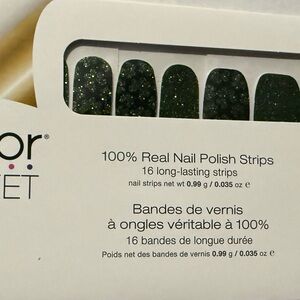 or
ET
100% Real Nail Polish Strips
16 long-lasting strips
nail strips net wt 0.99 g / 0.035 oz ℮
Bandes de vernis
à ongles véritable à 100%
16 bandes de longue durée
Poids net des bandes de vernis 0.99 g / 0.035 oz ℮